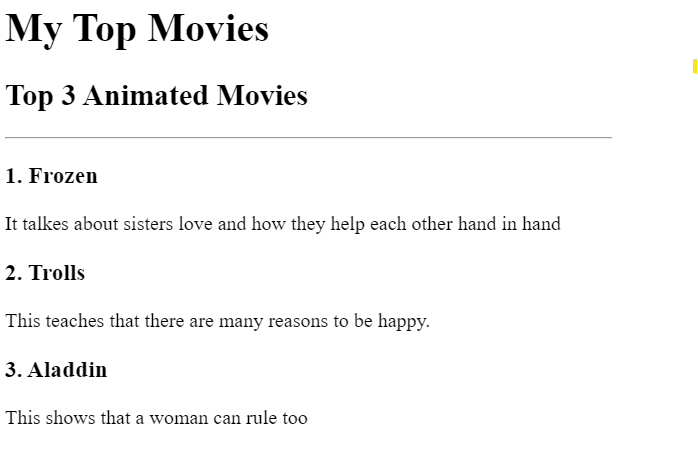 My Top Movies
Top 3 Animated Movies
1. Frozen
It talkes about sisters love and how they help each other hand in hand
2. Trolls
This teaches that there are many reasons to be happy.
3. Aladdin
This shows that a woman can rule too